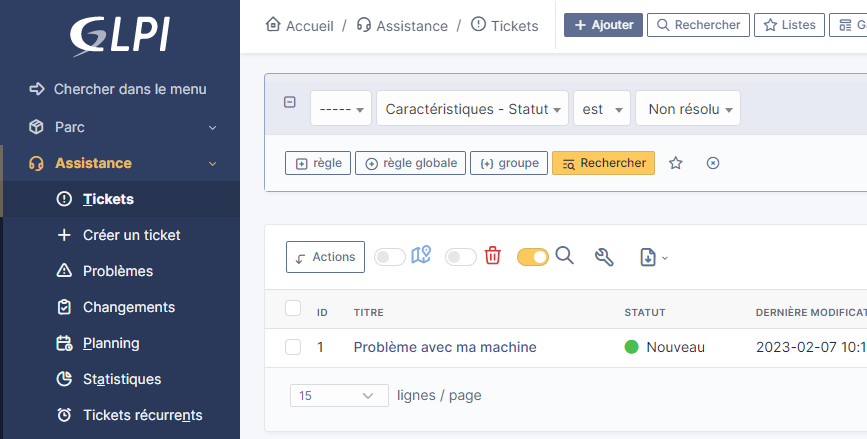 GLPI
Accueil / Assistance / Tickets
Ajouter Rechercher Listes
Chercher dans le menu
Parc
Assistance
Tickets
Créer un ticket
Problèmes
Changements
Planning
Statistiques
Tickets récurrents
----- Caractéristiques - Statut est Non résolu
règle règle globale (+) groupe Rechercher
Actions
ID TITRE STATUT DERNIÈRE MODIFICAT
1 Problème avec ma machine Nouveau 2023-02-07 10:1
15 lignes / page